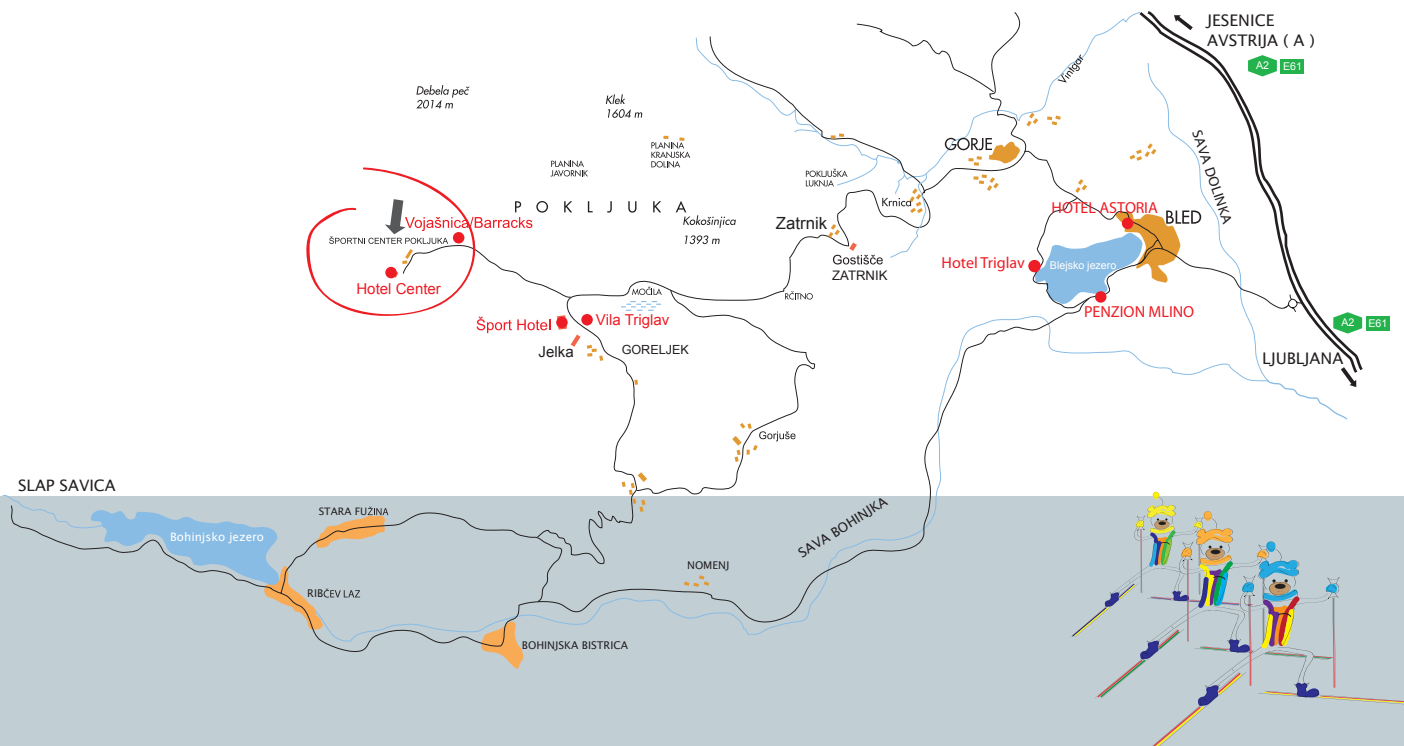 JESENICE
AVSTRIJA ( A )
A2 E61
Vintgar
Debela peč
2014 m
Klek
1604 m
PLANINA
KRANJSKA
DOLINA
PLANINA
JAVORNIK
GORJE
SAVA DOLINKA
POKLJUŠKA
LUKNJA
Krnica
P O K L J U K A
Kokošinjica
1393 m
Zatrnik
HOTEL ASTORIA
BLED
Vojašnica/Barracks
ŠPORTNI CENTER POKLJUKA
Hotel Center
Gostišče
ZATRNIK
Hotel Triglav
Blejsko jezero
MOČILA
RČITNO
PENZION MLINO
A2 E61
Šport Hotel
Vila Triglav
Jelka
GORELJEK
LJUBLJANA
Gorjuše
SLAP SAVICA
STARA FUŽINA
Bohinjsko jezero
SAVA BOHINJKA
NOMENJ
RIBČEV LAZ
BOHINJSKA BISTRICA